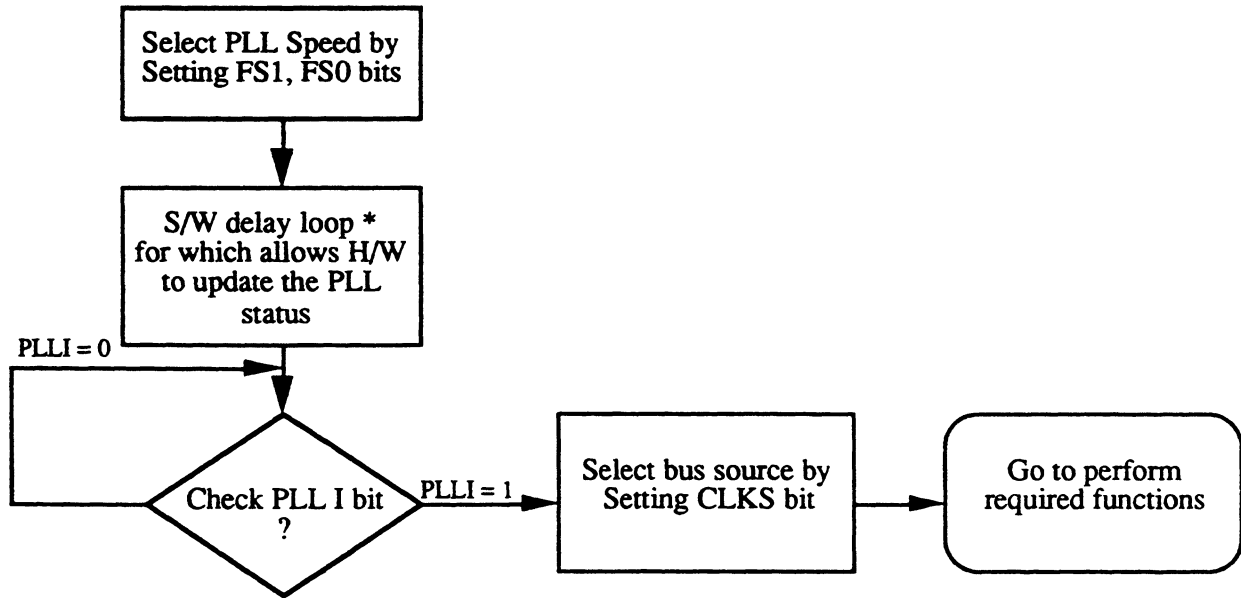 Select PLL Speed by
Setting FS1, FS0 bits
S/W delay loop *
for which allows H/W
to update the PLL
status
PLLI = 0
Check PLL I bit
?
PLLI = 1
Select bus source by
Setting CLKS bit
Go to perform
required functions